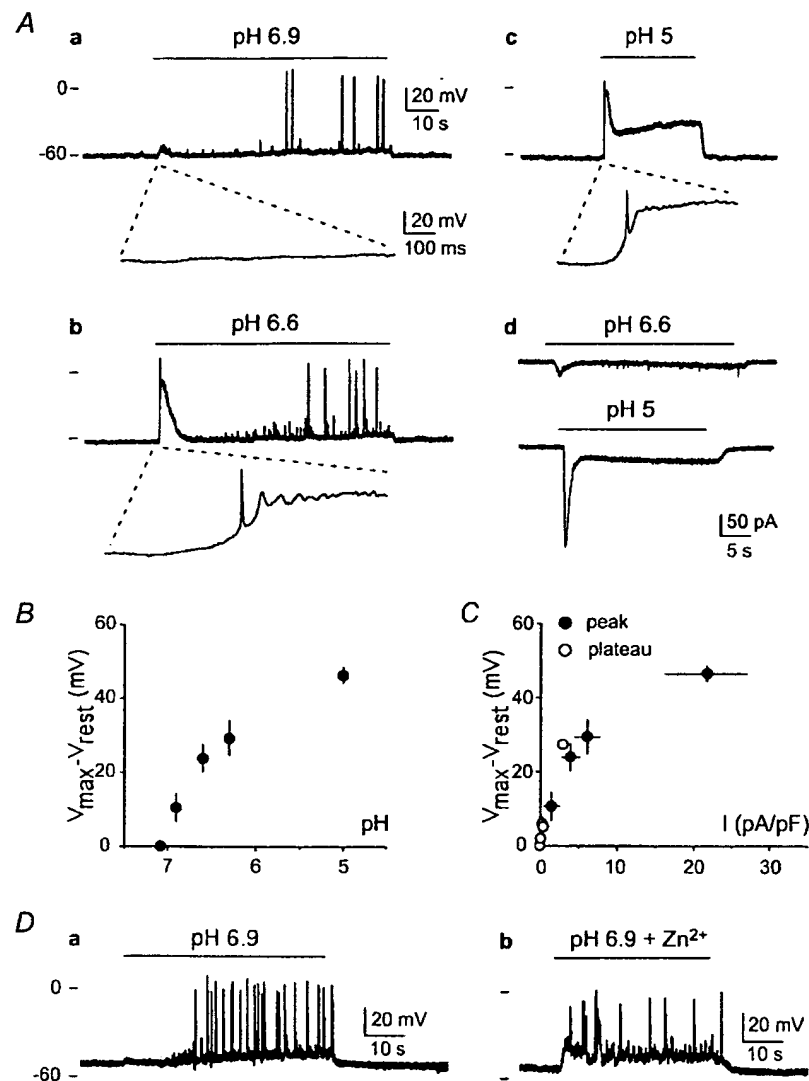 A
a
pH 6.9
0 -
-60 -
20 mV
10 s
20 mV
100 ms
c
pH 5
b
pH 6.6
d
pH 6.6
pH 5
50 pA
5 s
B
60
40
20
0
Vmax-Vrest (mV)
pH
7
6
5
C
peak
plateau
60
40
20
0
Vmax-Vrest (mV)
I (pA/pF)
0
10
20
30
D
a
pH 6.9
0 -
-60 -
20 mV
10 s
b
pH 6.9 + Zn²⁺
20 mV
10 s